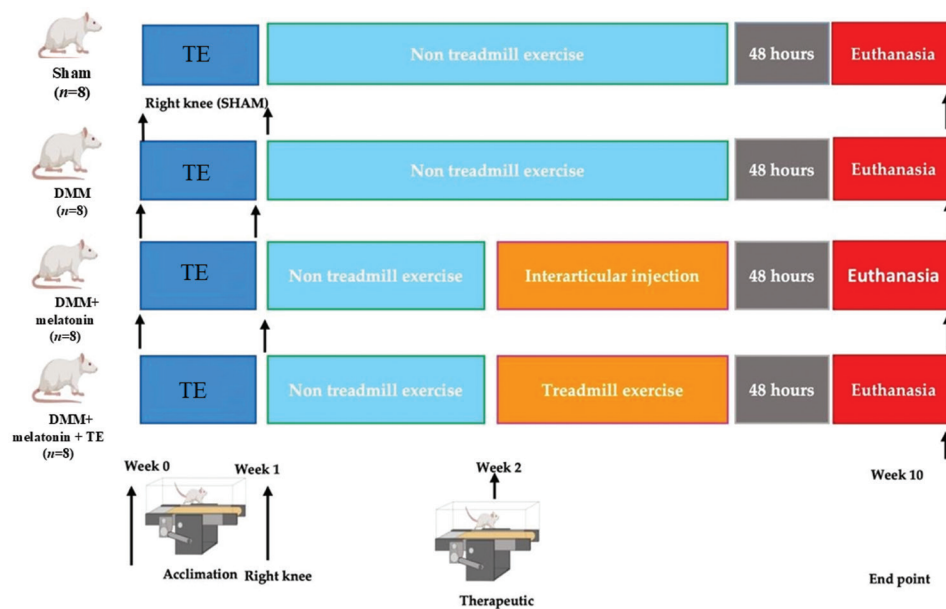 Sham
(n=8)
TE
Non treadmill exercise
48 hours
Euthanasia
Right knee (SHAM)
DMM
(n=8)
TE
Non treadmill exercise
48 hours
Euthanasia
DMM+
melatonin
(n=8)
TE
Non treadmill exercise
Interarticular injection
48 hours
Euthanasia
DMM+
melatonin + TE
(n=8)
TE
Non treadmill exercise
Treadmill exercise
48 hours
Euthanasia
Week 0
Week 1
Week 2
Week 10
Acclimation
Right knee
Therapeutic
End point